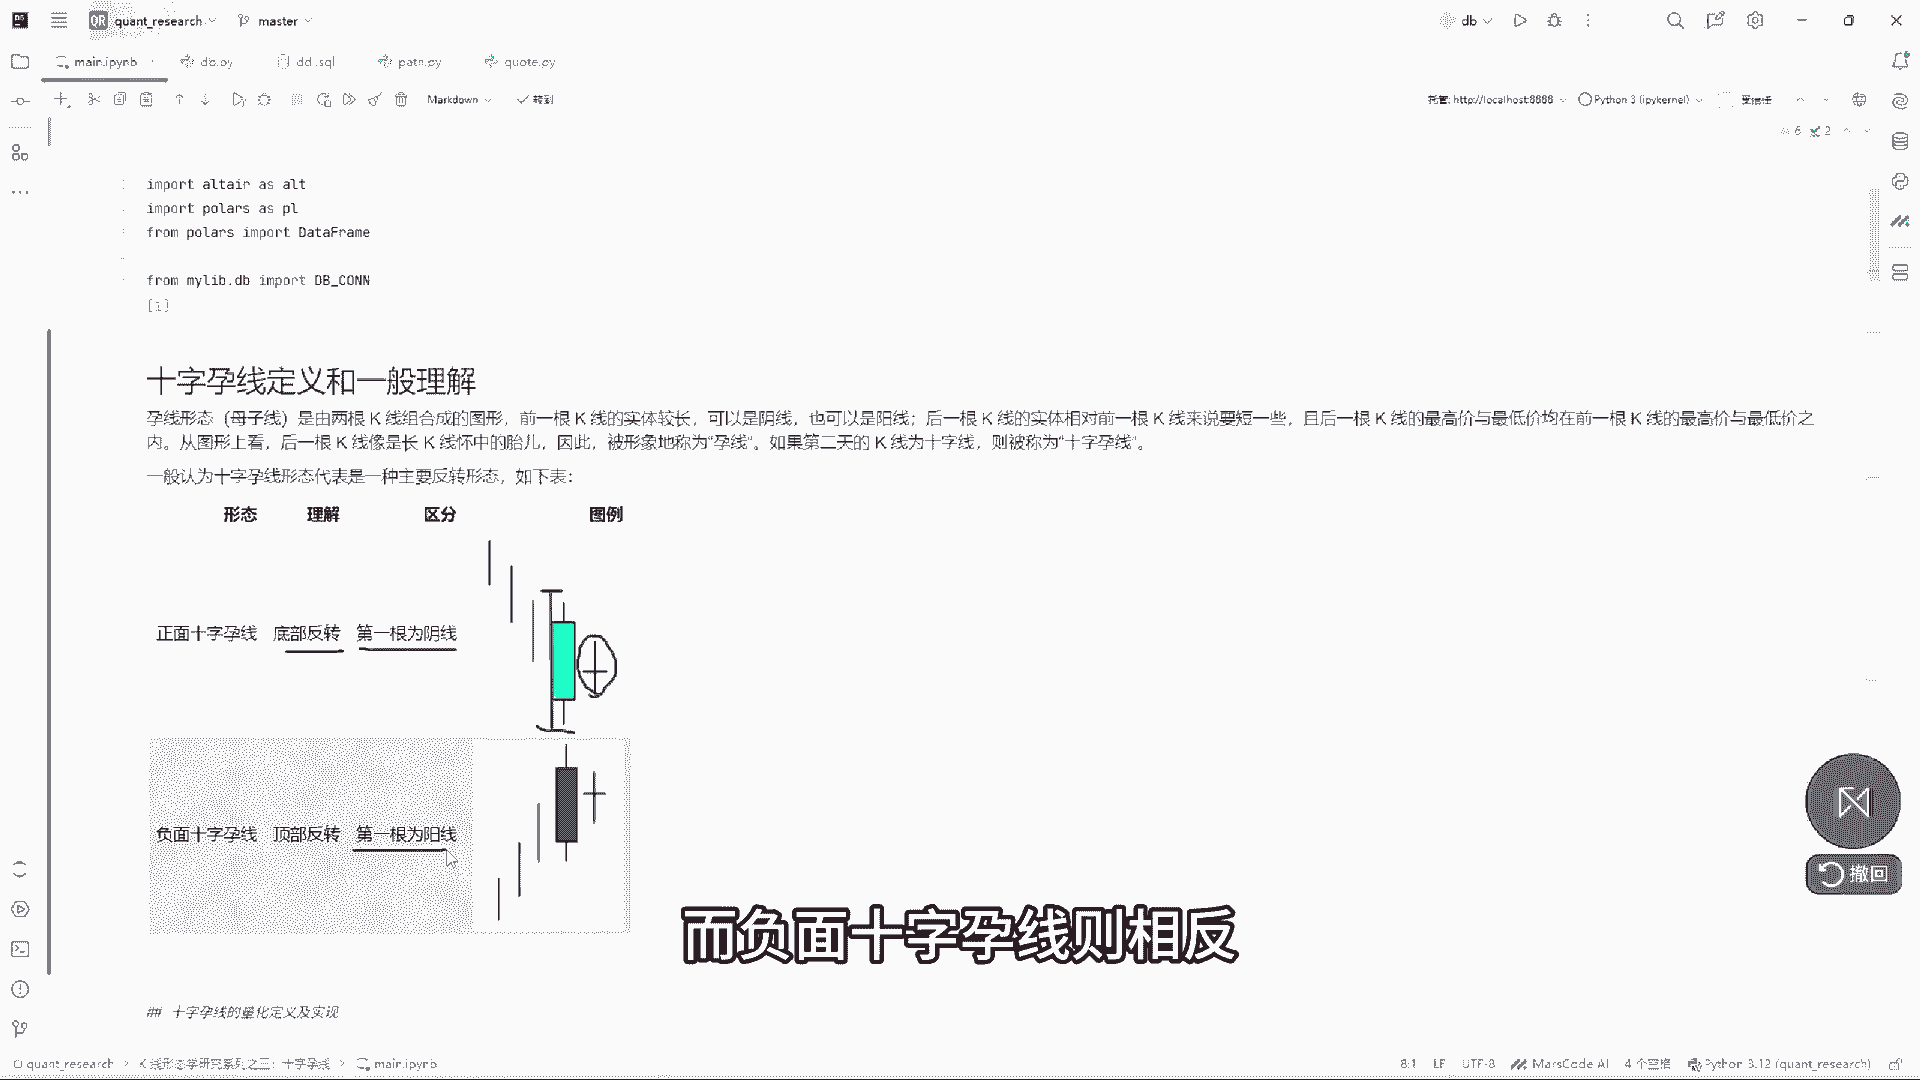 QR quant_research master db
main.ipynb db.py ddl.sql path.py quote.py
Markdown 转到 托管: http://localhost:8888 Python 3 (ipykernel) 受信任
6 2
import altair as alt
import polars as pl
from polars import DataFrame
from mylib.db import DB_CONN
[1]
十字孕线定义和一般理解
孕线形态（母子线）是由两根 K 线组合成的图形，前一根 K 线的实体较长，可以是阴线，也可以是阳线；后一根 K 线的实体相对前一根 K 线来说要短一些，且后一根 K 线的最高价与最低价均在前一根 K 线的最高价与最低价之
内。从图形上看，后一根 K 线像是长 K 线怀中的胎儿，因此，被形象地称为“孕线”。如果第二天的 K 线为十字线，则被称为“十字孕线”。
一般认为十字孕线形态代表是一种主要反转形态，如下表：
形态 理解 区分 图例
正面十字孕线 底部反转 第一根为阴线
负面十字孕线 顶部反转 第一根为阳线
撤回
而负面十字孕线则相反
## 十字孕线的量化定义及实现
quant_research › K 线形态学研究系列之三：十字孕线 › main.ipynb
8:1 LF UTF-8 MarsCode AI 4 个空格 Python 3.12 (quant_research)